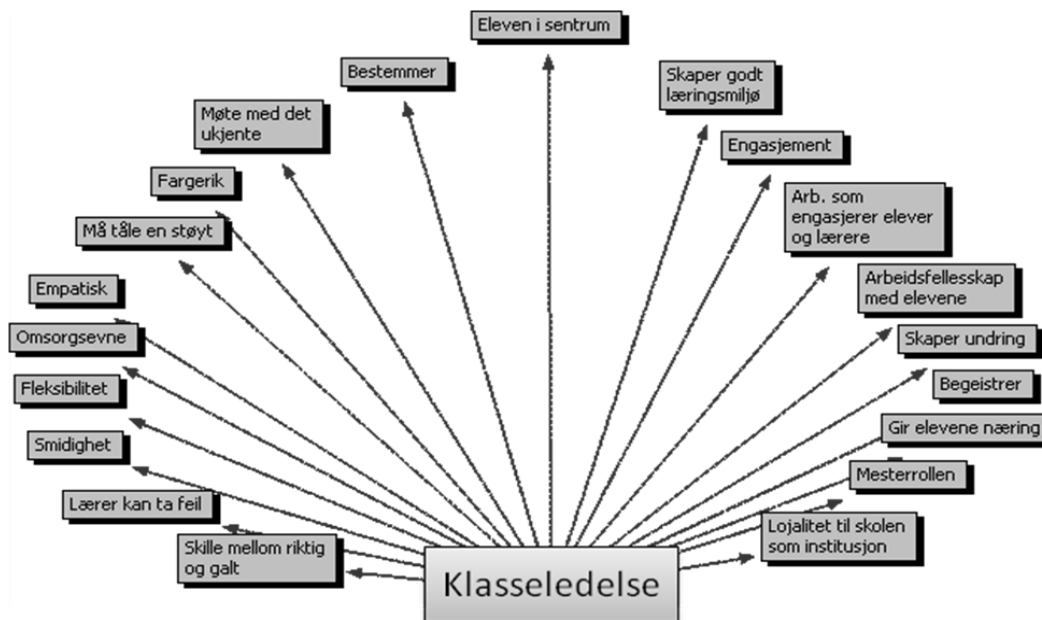 Eleven i sentrum
Bestemmer
Skaper godt
læringsmiljø
Møte med det
ukjente
Engasjement
Fargerik
Arb. som
engasjerer elever
og lærere
Må tåle en støyt
Empatisk
Arbeidsfellesskap
med elevene
Omsorgsevne
Skaper undring
Fleksibilitet
Begeistrer
Gir elevene næring
Smidighet
Mesterrollen
Lærer kan ta feil
Lojalitet til skolen
som institusjon
Skille mellom riktig
og galt
Klasseledelse